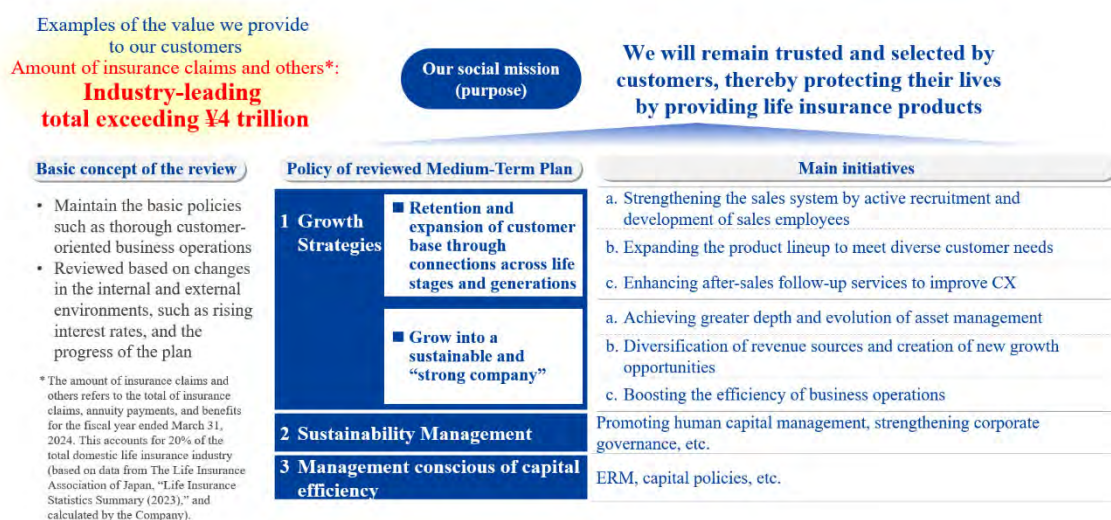 Examples of the value we provide
to our customers
Amount of insurance claims and others*:
Industry-leading
total exceeding ¥4 trillion
Our social mission
(purpose)
We will remain trusted and selected by
customers, thereby protecting their lives
by providing life insurance products
Basic concept of the review
• Maintain the basic policies
such as thorough customer-
oriented business operations
• Reviewed based on changes
in the internal and external
environments, such as rising
interest rates, and the
progress of the plan
* The amount of insurance claims and
others refers to the total of insurance
claims, annuity payments, and benefits
for the fiscal year ended March 31,
2024. This accounts for 20% of the
total domestic life insurance industry
(based on data from The Life Insurance
Association of Japan, “Life Insurance
Statistics Summary (2023),” and
calculated by the Company).
Policy of reviewed Medium-Term Plan
Main initiatives
1 Growth
Strategies
■ Retention and
expansion of customer
base through
connections across life
stages and generations
a. Strengthening the sales system by active recruitment and
development of sales employees
b. Expanding the product lineup to meet diverse customer needs
c. Enhancing after-sales follow-up services to improve CX
■ Grow into a
sustainable and
“strong company”
a. Achieving greater depth and evolution of asset management
b. Diversification of revenue sources and creation of new growth
opportunities
c. Boosting the efficiency of business operations
2 Sustainability Management
Promoting human capital management, strengthening corporate
governance, etc.
3 Management conscious of capital
efficiency
ERM, capital policies, etc.